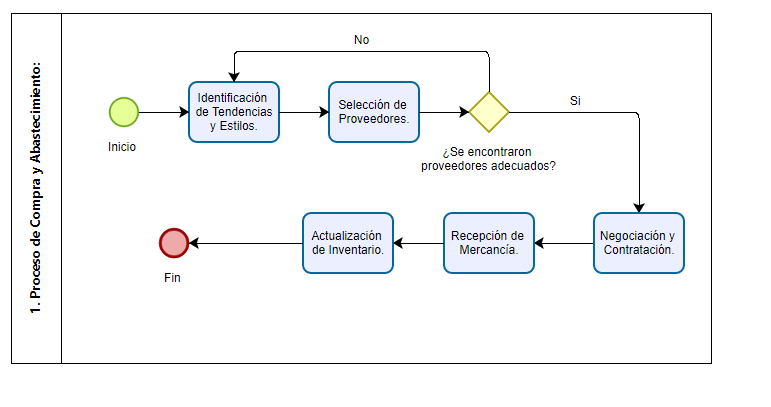 1. Proceso de Compra y Abastecimiento:
No
Identificación
de Tendencias
y Estilos.
Selección de
Proveedores.
Si
Inicio
¿Se encontraron
proveedores adecuados?
Actualización
de Inventario.
Recepción de
Mercancía.
Negociación y
Contratación.
Fin